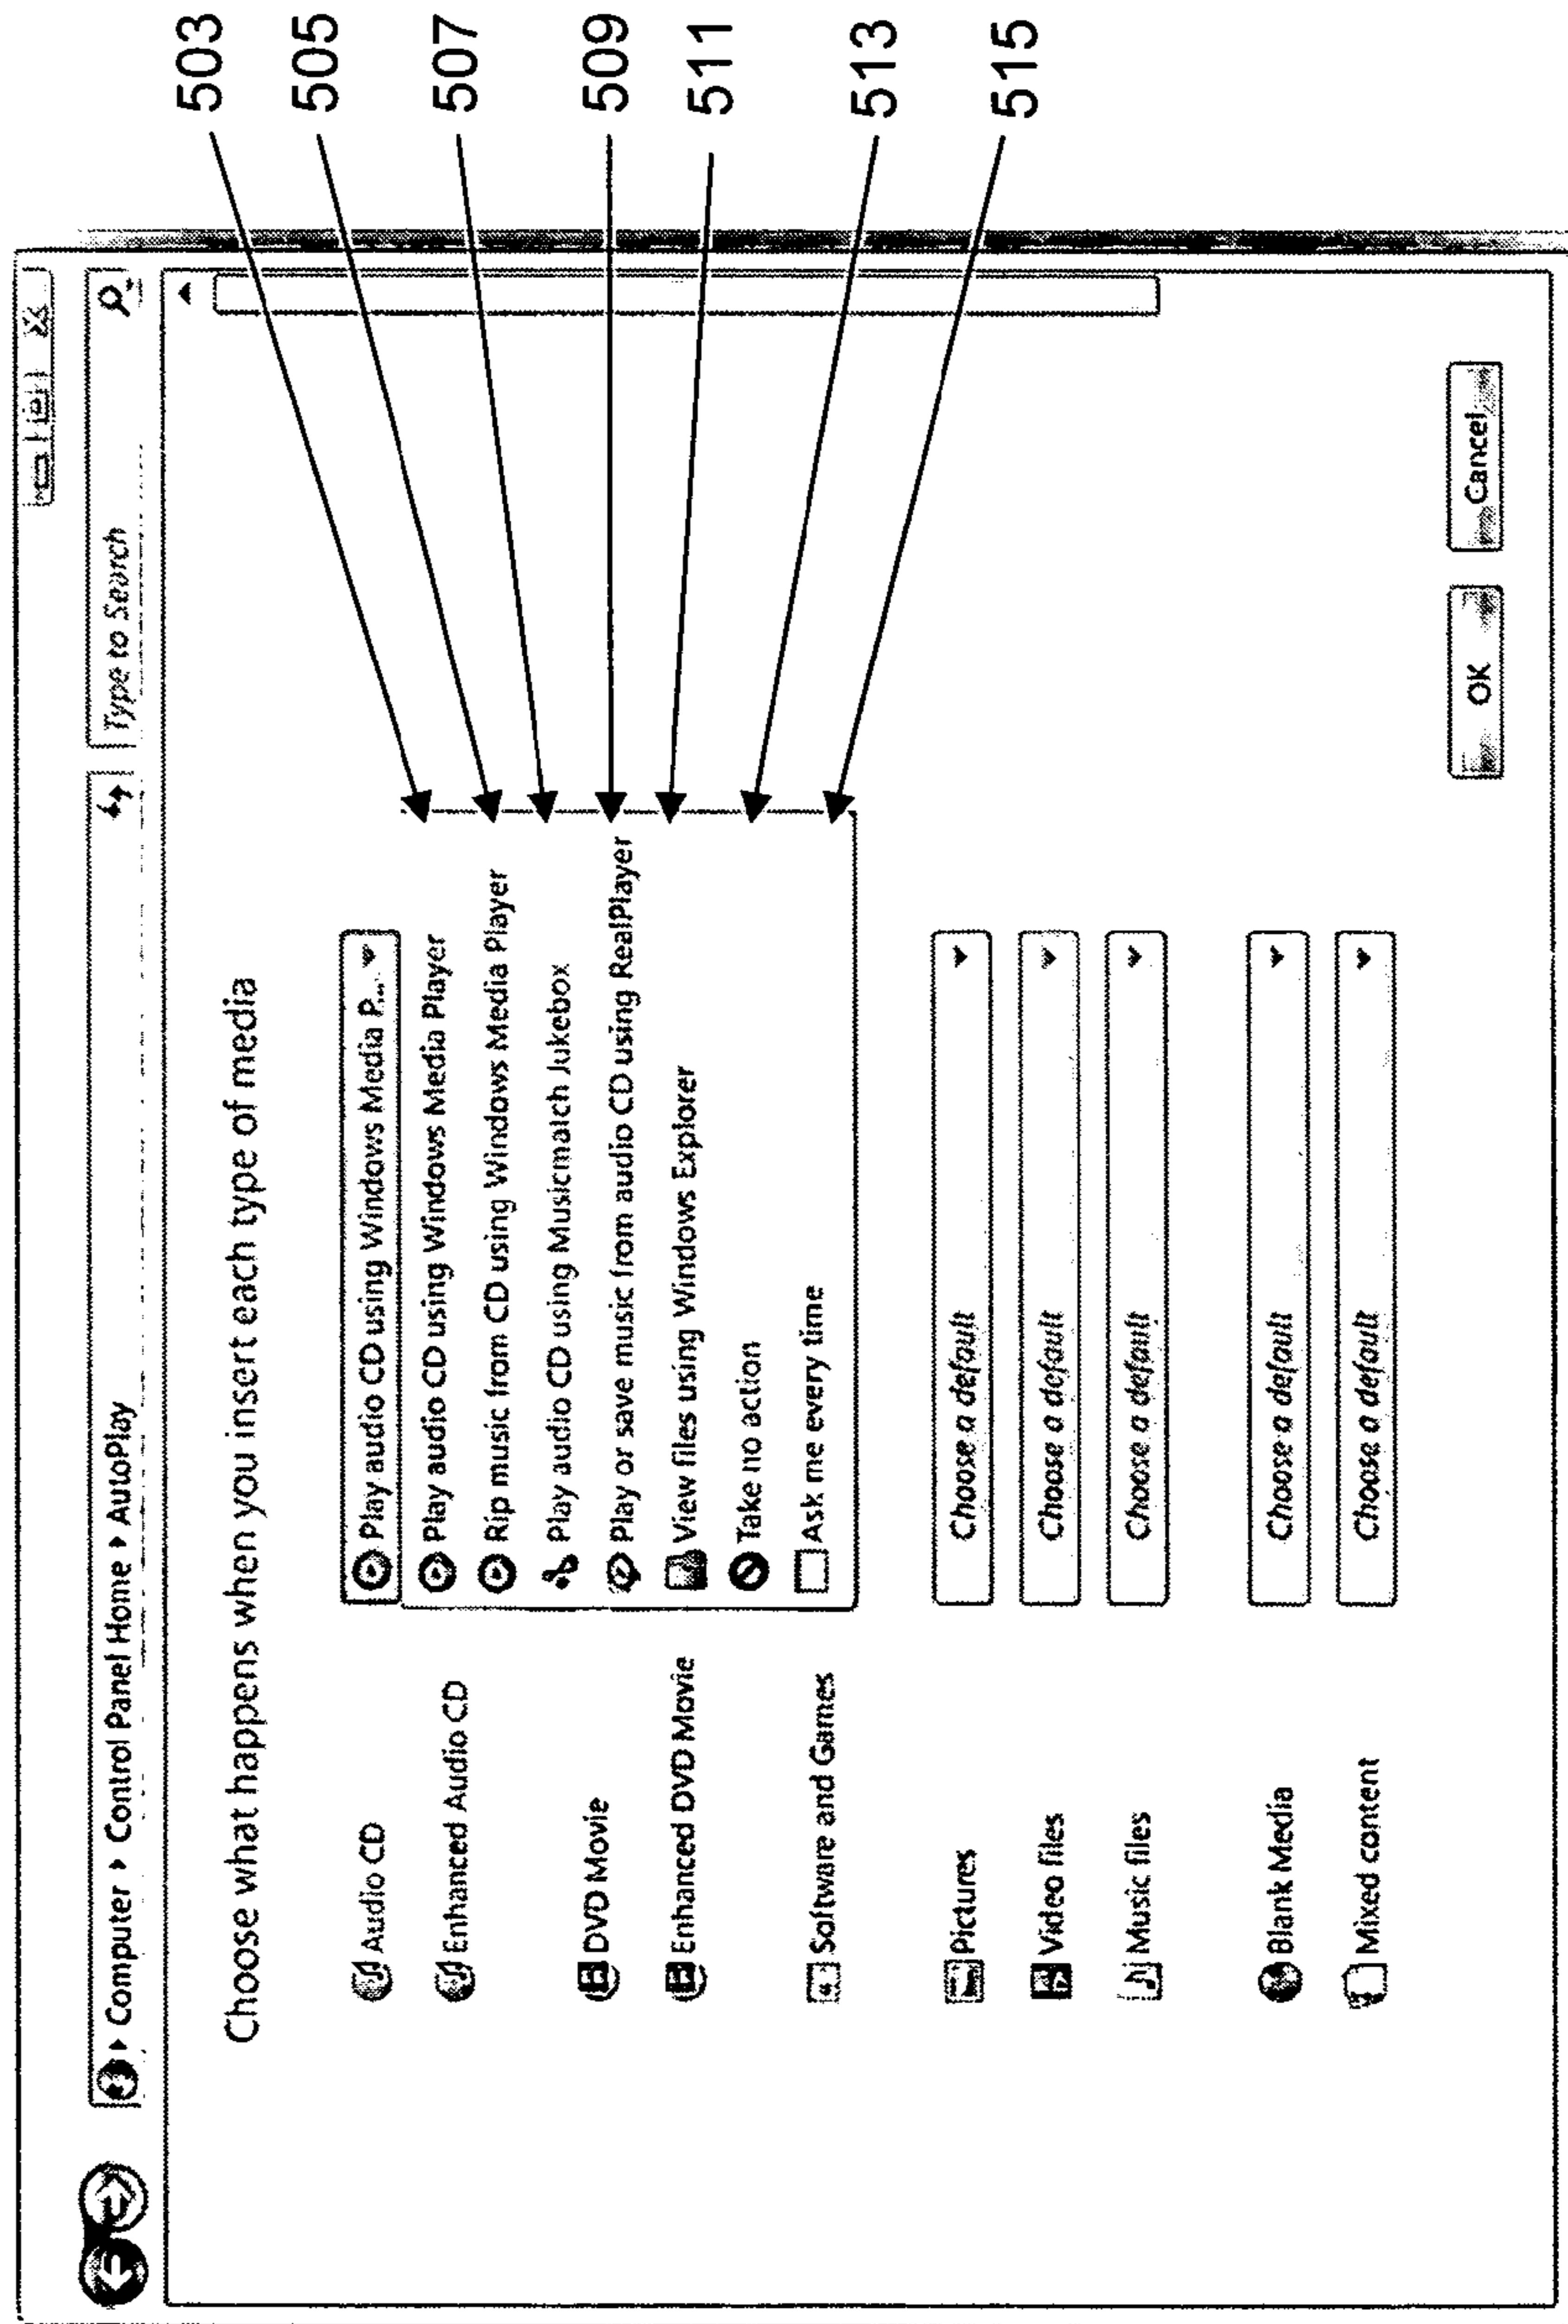 Computer ▸ Control Panel Home ▸ AutoPlay
Type to Search
Choose what happens when you insert each type of media
Audio CD
Play audio CD using Windows Media P...
Play audio CD using Windows Media Player
503
Enhanced Audio CD
Rip music from CD using Windows Media Player
505
Play audio CD using Musicmatch Jukebox
507
DVD Movie
Play or save music from audio CD using RealPlayer
509
Enhanced DVD Movie
View files using Windows Explorer
511
Take no action
513
Software and Games
Ask me every time
515
Pictures
Choose a default
Video files
Choose a default
Music files
Choose a default
Blank Media
Choose a default
Mixed content
Choose a default
OK
Cancel